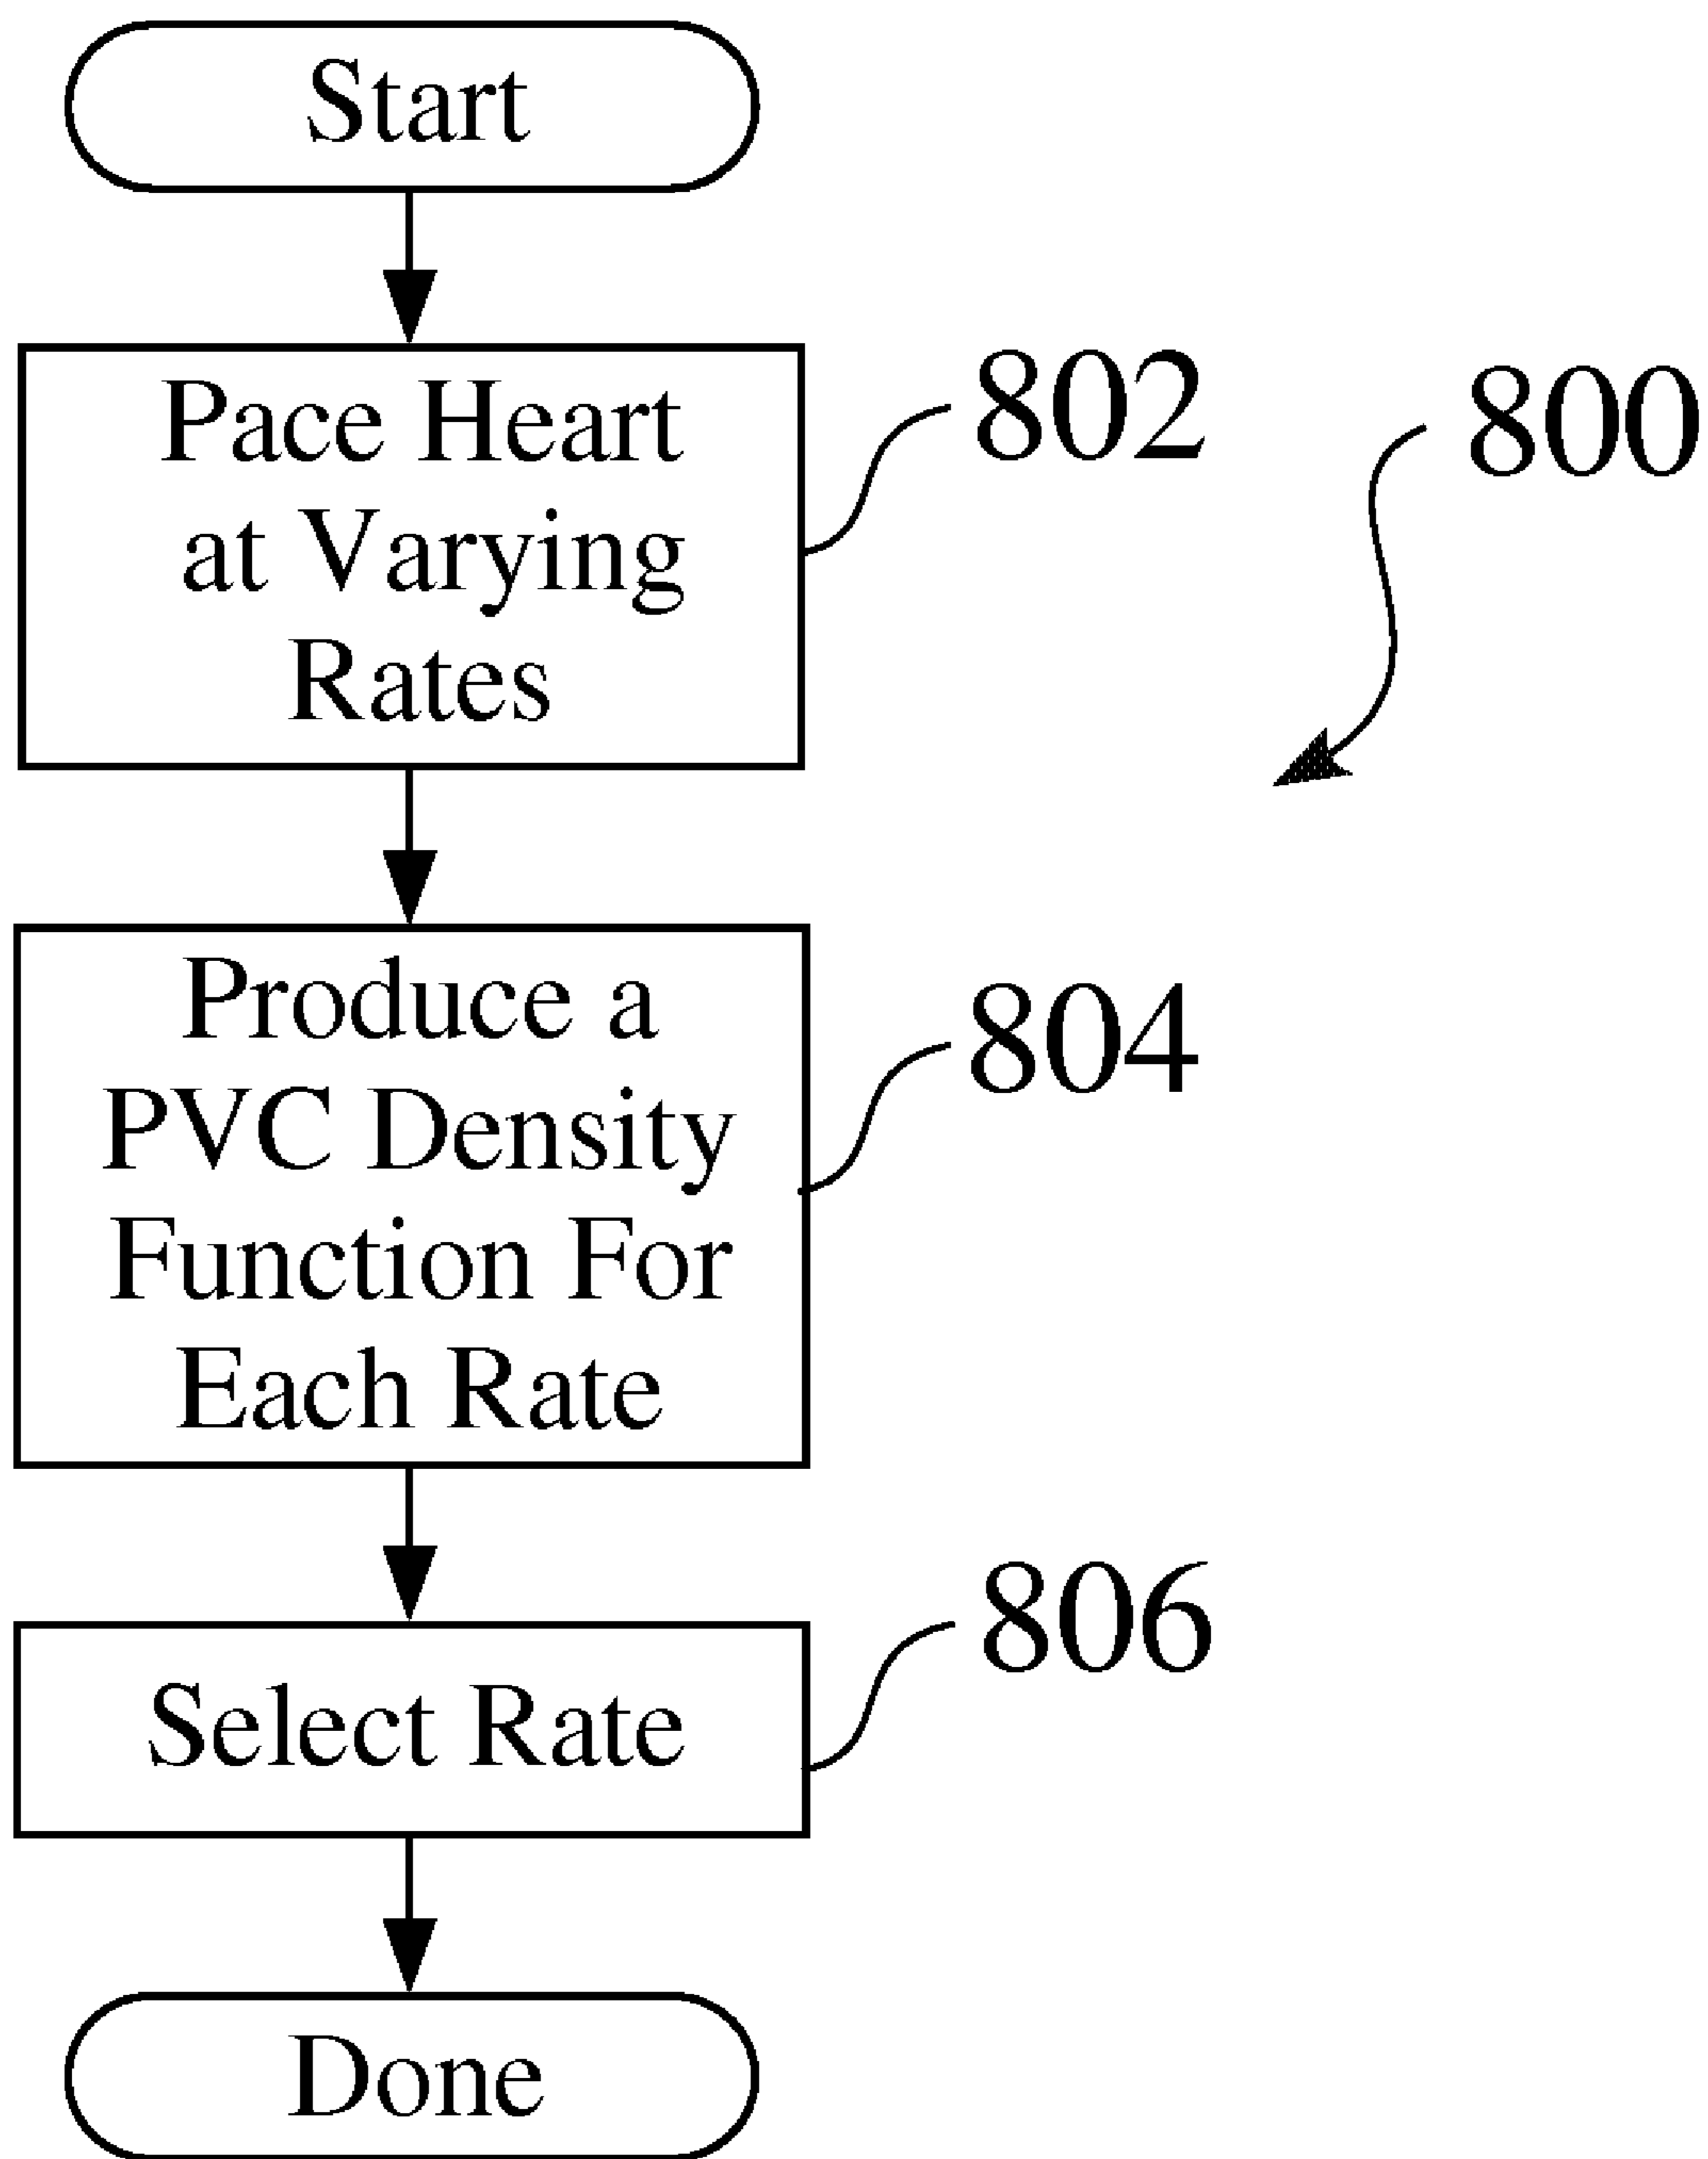 Start
Pace Heart
at Varying
Rates
802
800
Produce a
PVC Density
Function For
Each Rate
804
Select Rate
806
Done